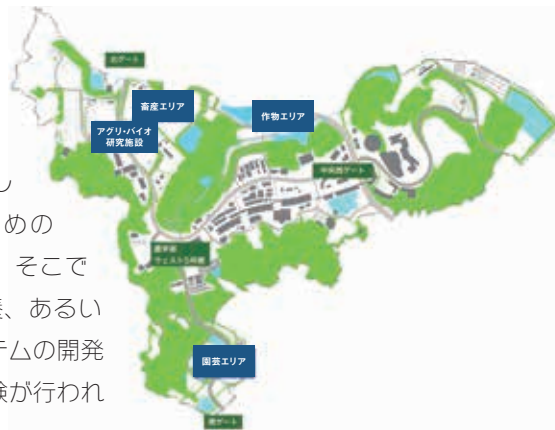 北ゲート
畜産エリア
アグリ・バイオ
研究施設
作物エリア
中央西ゲート
農学部
ウエスト5号館
園芸エリア
南ゲート
し
めの
そこで
、あるい
テムの開発
験が行われ